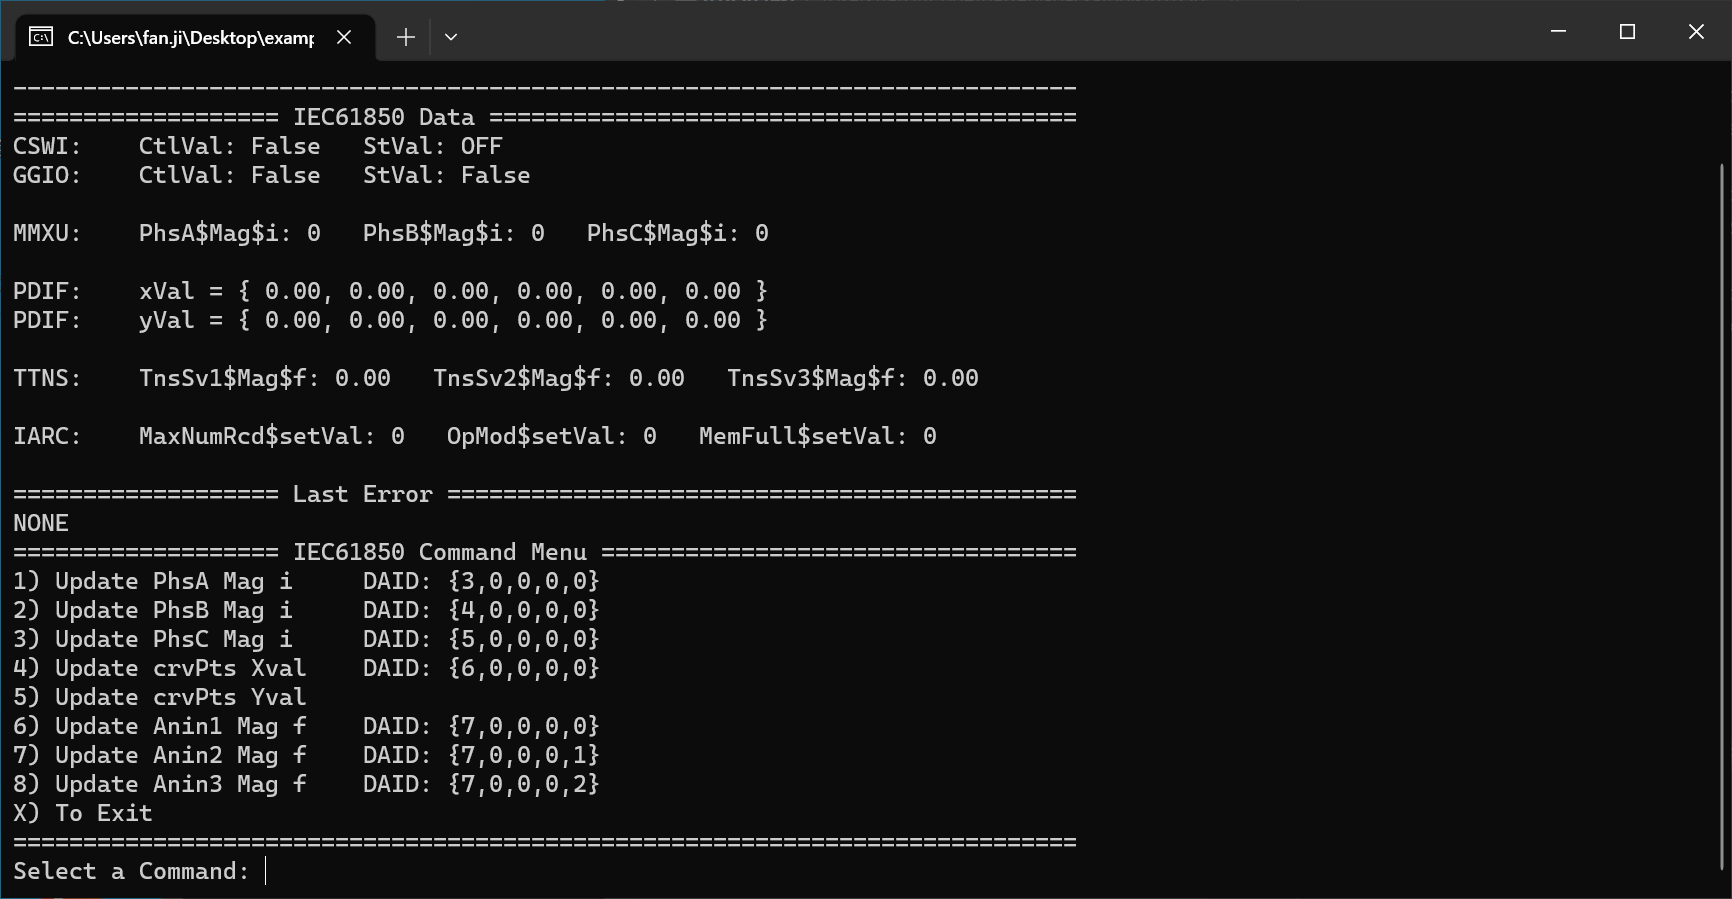 C:\Users\fan.ji\Desktop\examp
============================================================================
=================== IEC61850 Data ==========================================
CSWI:    CtlVal: False   StVal: OFF
GGIO:    CtlVal: False   StVal: False
MMXU:    PhsA$Mag$i: 0   PhsB$Mag$i: 0   PhsC$Mag$i: 0
PDIF:    xVal = { 0.00, 0.00, 0.00, 0.00, 0.00, 0.00 }
PDIF:    yVal = { 0.00, 0.00, 0.00, 0.00, 0.00, 0.00 }
TTNS:    TnsSv1$Mag$f: 0.00   TnsSv2$Mag$f: 0.00   TnsSv3$Mag$f: 0.00
IARC:    MaxNumRcd$setVal: 0   OpMod$setVal: 0   MemFull$setVal: 0
=================== Last Error =============================================
NONE
=================== IEC61850 Command Menu ==================================
1) Update PhsA Mag i     DAID: {3,0,0,0,0}
2) Update PhsB Mag i     DAID: {4,0,0,0,0}
3) Update PhsC Mag i     DAID: {5,0,0,0,0}
4) Update crvPts Xval    DAID: {6,0,0,0,0}
5) Update crvPts Yval
6) Update Anin1 Mag f    DAID: {7,0,0,0,0}
7) Update Anin2 Mag f    DAID: {7,0,0,0,1}
8) Update Anin3 Mag f    DAID: {7,0,0,0,2}
X) To Exit
============================================================================
Select a Command: